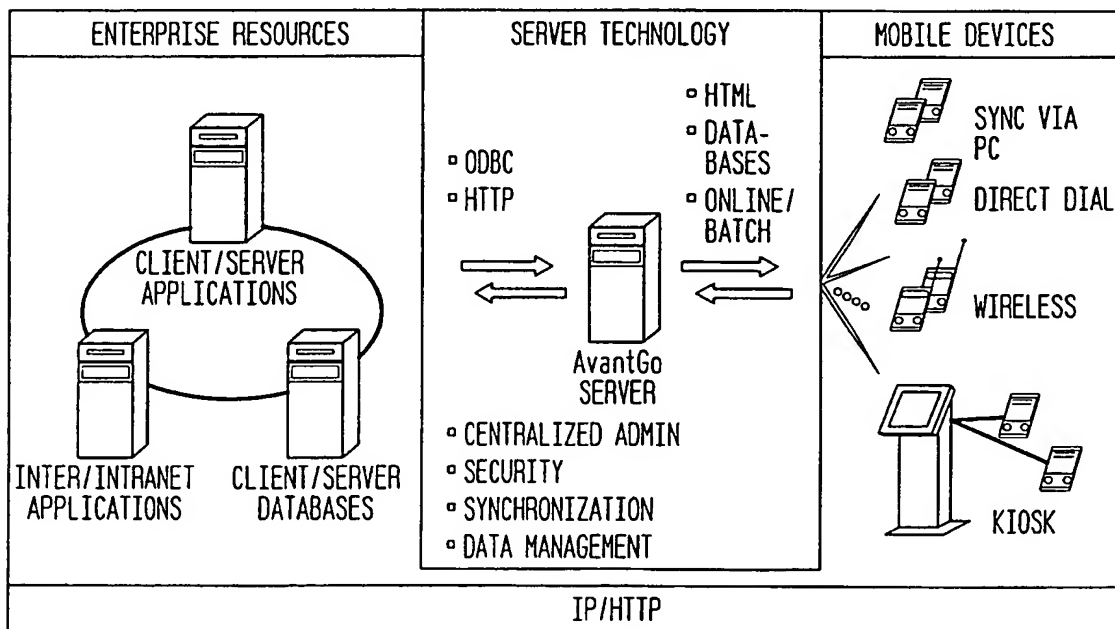 ENTERPRISE RESOURCES
CLIENT/SERVER
APPLICATIONS
INTER/INTRANET
APPLICATIONS
CLIENT/SERVER
DATABASES
SERVER TECHNOLOGY
▫ ODBC
▫ HTTP
▫ HTML
▫ DATA-
BASES
▫ ONLINE/
BATCH
AvantGo
SERVER
▫ CENTRALIZED ADMIN
▫ SECURITY
▫ SYNCHRONIZATION
▫ DATA MANAGEMENT
MOBILE DEVICES
SYNC VIA
PC
DIRECT DIAL
WIRELESS
KIOSK
IP/HTTP